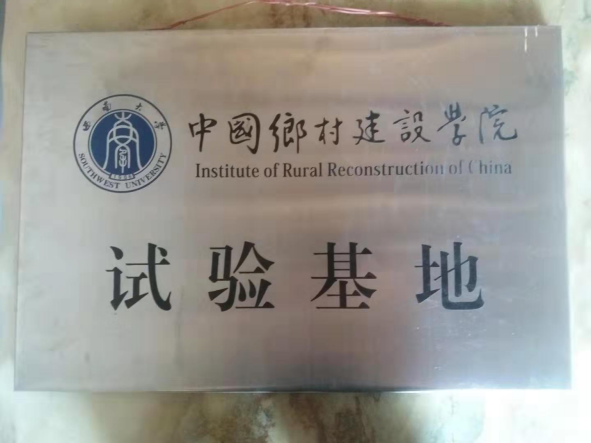 西南大学
SOUTHWEST UNIVERSITY
1906
中國鄉村建設學院
Institute of Rural Reconstruction of China
试验基地